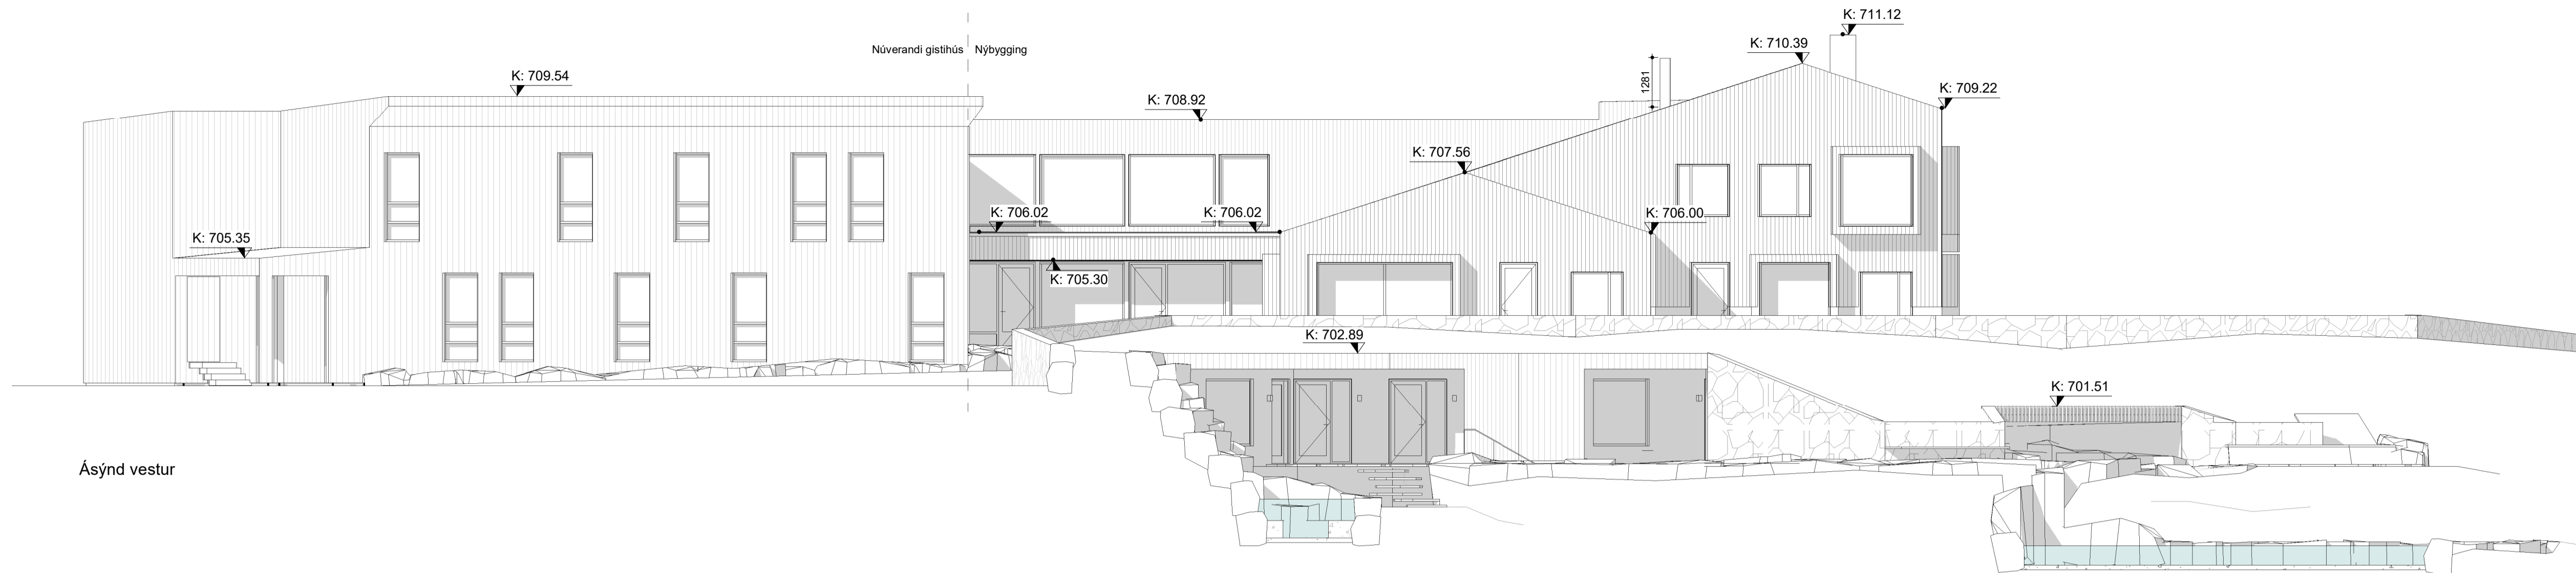 K: 711.12
Núverandi gistihús
Nýbygging
K: 710.39
K: 709.54
1281
K: 709.22
K: 708.92
K: 707.56
K: 706.02
K: 706.02
K: 706.00
K: 705.35
K: 705.30
K: 702.89
K: 701.51
Ásýnd vestur